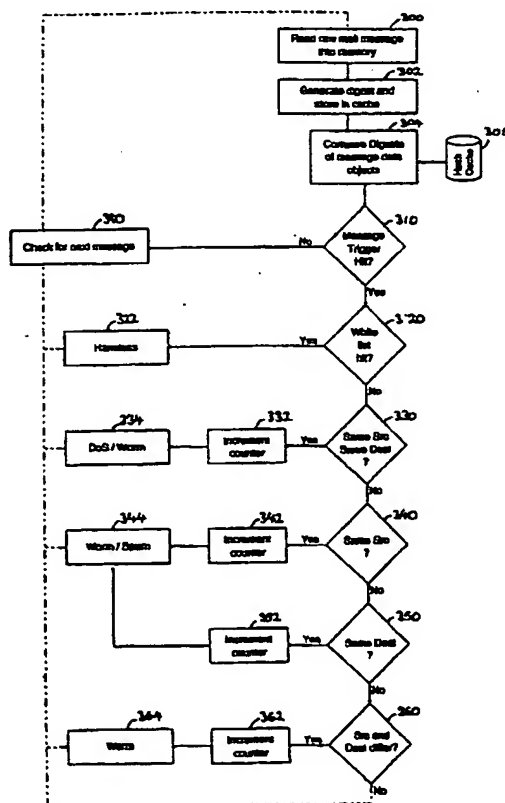 300
Read raw mail message
into memory
302
Generate digest and
store in cache
304
Compare Digests
of message data
objects
Hash
Cache
390
Check for next message
No
310
Message
Trigger
Hit?
Yes
322
Harmless
Yes
320
White
list
hit?
No
334
DoS / Worm
332
Increment
counter
Yes
330
Same Src
Same Dest
?
No
344
Worm / Spam
342
Increment
counter
Yes
340
Same Src
?
No
352
Increment
counter
Yes
350
Same Dest
?
No
364
Worm
362
Increment
counter
Yes
360
Src and
Dest differ?
No